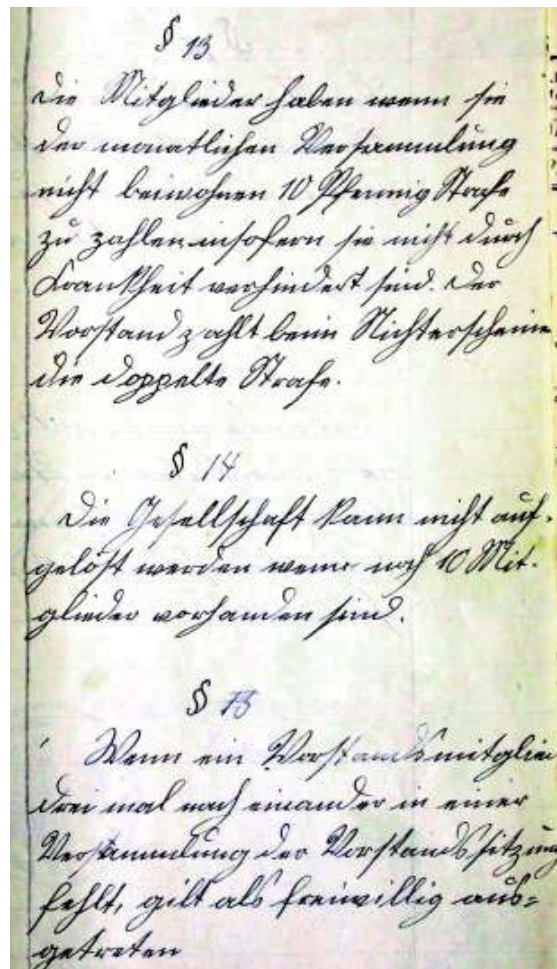 § 13
Die Mitglieder haben wenn sie
der monatlichen Versammlung
nicht beiwohnen 10 Pfennig Strafe
zu zahlen insofern sie nicht durch
Krankheit verhindert sind. Der
Vorstand zahlt beim Nichterscheine
die doppelte Strafe.
§ 14
Die Gesellschaft kann nicht auf-
gelöst werden wenn noch 10 Mit-
glieder vorhanden sind.
§ 15
Wenn ein Vorstandsmitglied
drei mal nach einander in einer
Versammlung der Vorstandssitzung
fehlt, gilt als freiwillig aus=
getreten